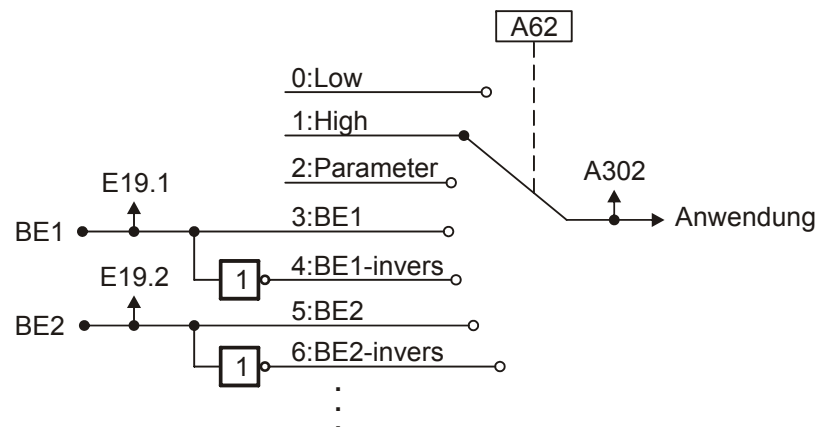 A62
0:Low
1:High
2:Parameter
A302
E19.1
Anwendung
BE1
3:BE1
1
4:BE1-invers
E19.2
BE2
5:BE2
1
6:BE2-invers